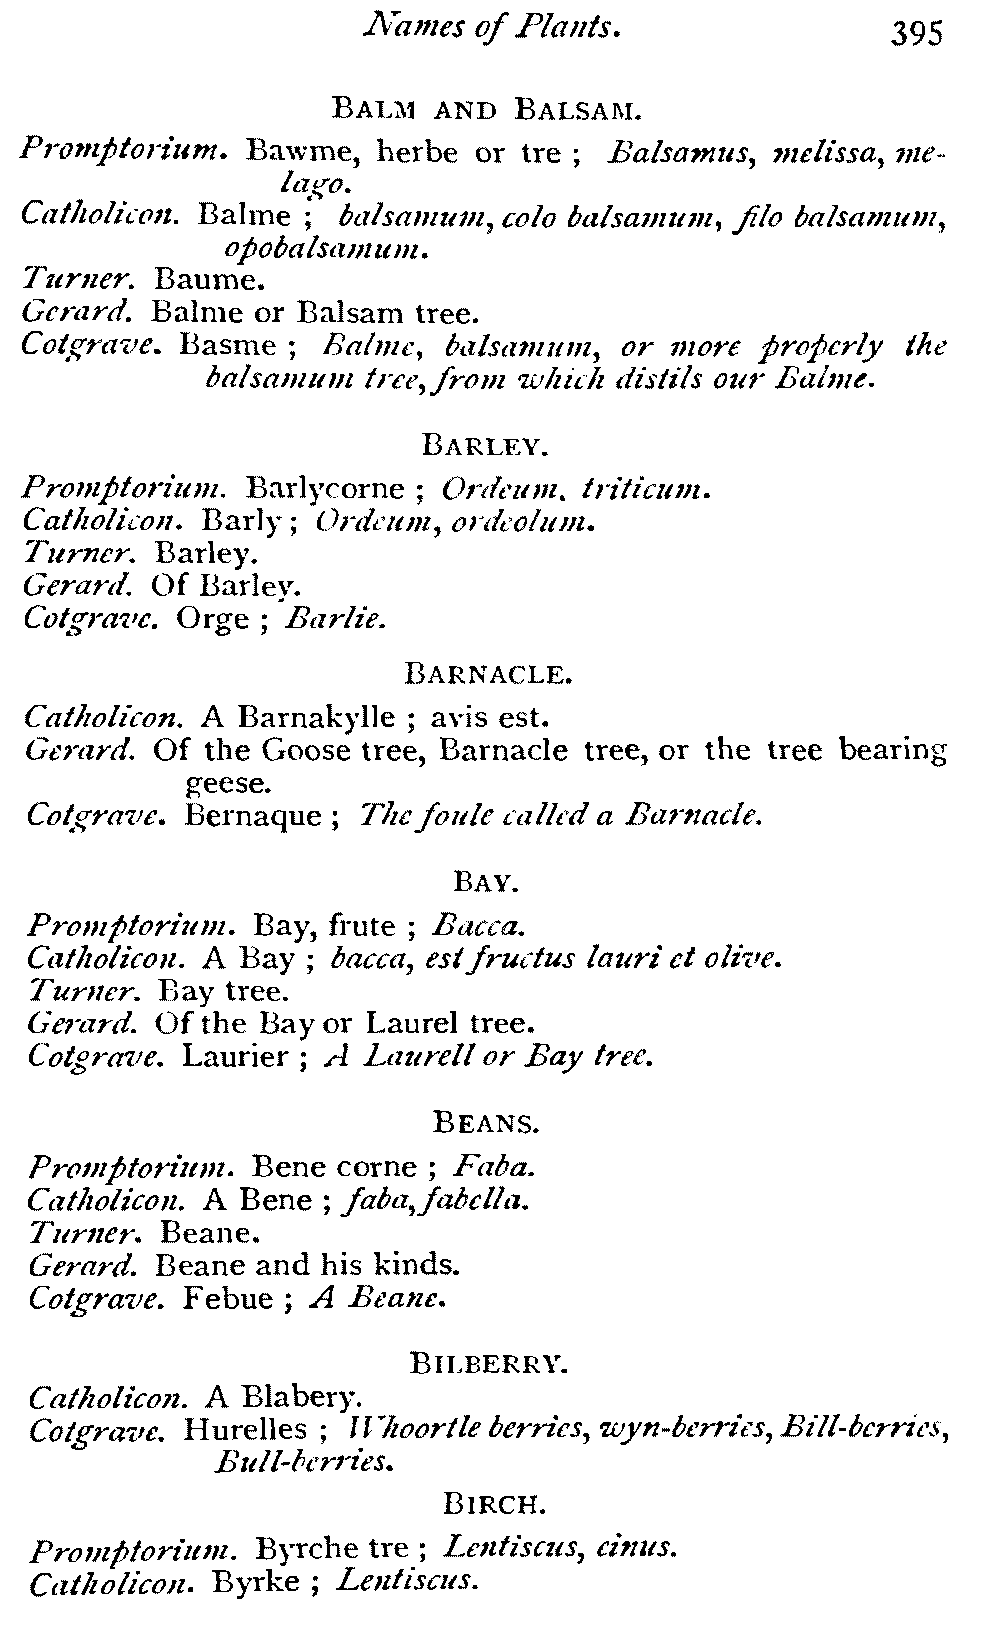 Names of Plants. 395
BALM AND BALSAM.
Promptorium. Bawme, herbe or tre ; Balsamus, melissa, me-
lago.
Catholicon. Balme ; balsamum, colo balsamum, filo balsamum,
opobalsamum.
Turner. Baume.
Gerard. Balme or Balsam tree.
Cotgrave. Basme ; Balme, balsamum, or more properly the
balsamum tree, from which distils our Balme.
BARLEY.
Promptorium. Barlycorne ; Ordeum, triticum.
Catholicon. Barly ; Ordeum, ordeolum.
Turner. Barley.
Gerard. Of Barley.
Cotgrave. Orge ; Barlie.
BARNACLE.
Catholicon. A Barnakylle ; avis est.
Gerard. Of the Goose tree, Barnacle tree, or the tree bearing
geese.
Cotgrave. Bernaque ; The foule called a Barnacle.
BAY.
Promptorium. Bay, frute ; Bacca.
Catholicon. A Bay ; bacca, est fructus lauri et olive.
Turner. Bay tree.
Gerard. Of the Bay or Laurel tree.
Cotgrave. Laurier ; A Laurell or Bay tree.
BEANS.
Promptorium. Bene corne ; Faba.
Catholicon. A Bene ; faba, fabella.
Turner. Beane.
Gerard. Beane and his kinds.
Cotgrave. Febue ; A Beane.
BILBERRY.
Catholicon. A Blabery.
Cotgrave. Hurelles ; Whoortle berries, wyn-berries, Bill-berries,
Bull-berries.
BIRCH.
Promptorium. Byrche tre ; Lentiscus, cinus.
Catholicon. Byrke ; Lentiscus.